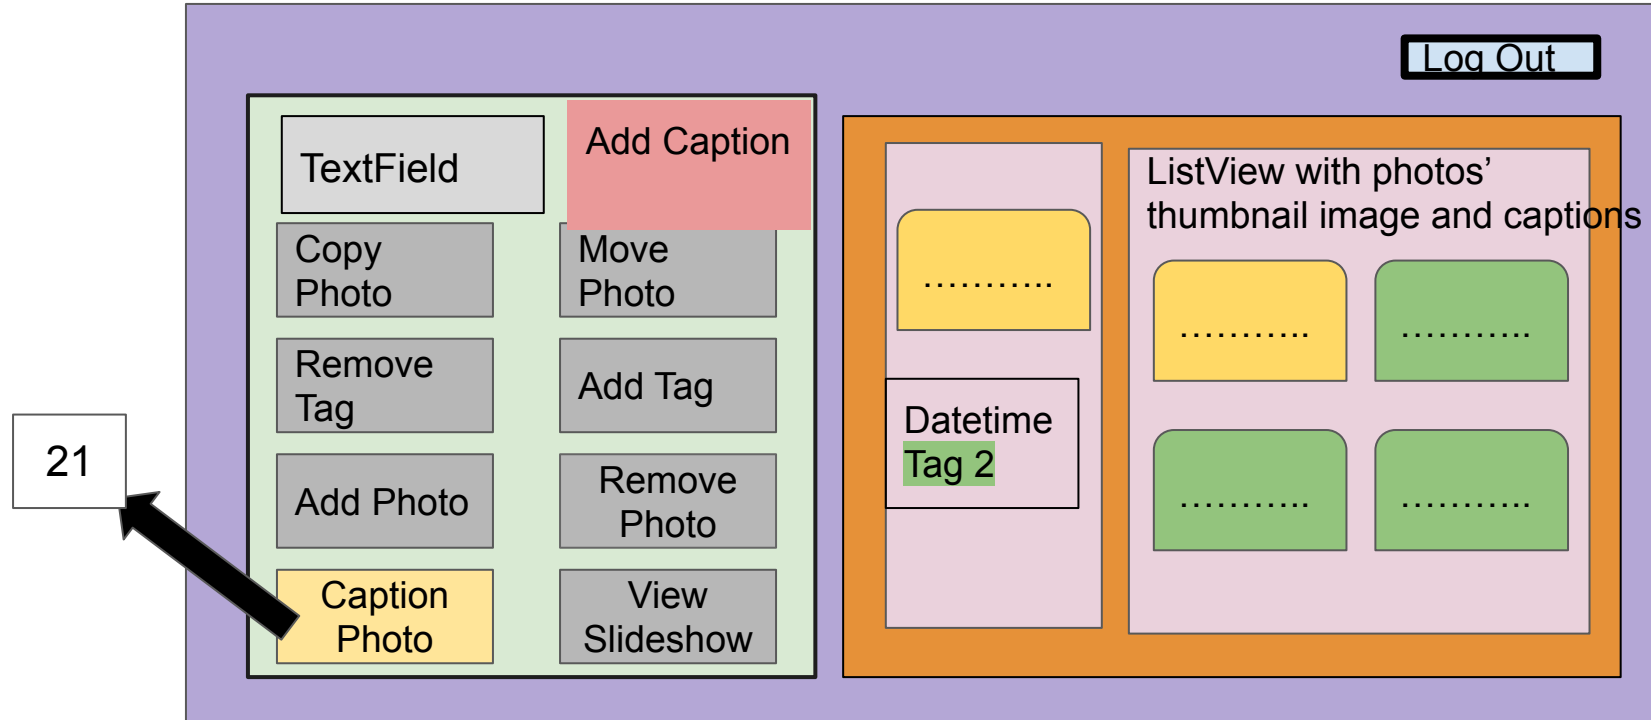 Log Out
TextField
Add Caption
Copy
Photo
Move
Photo
Remove
Tag
Add Tag
21
Add Photo
Remove
Photo
Caption
Photo
View
Slideshow
ListView with photos’
thumbnail image and captions
...........
...........
...........
Datetime
Tag 2
...........
...........